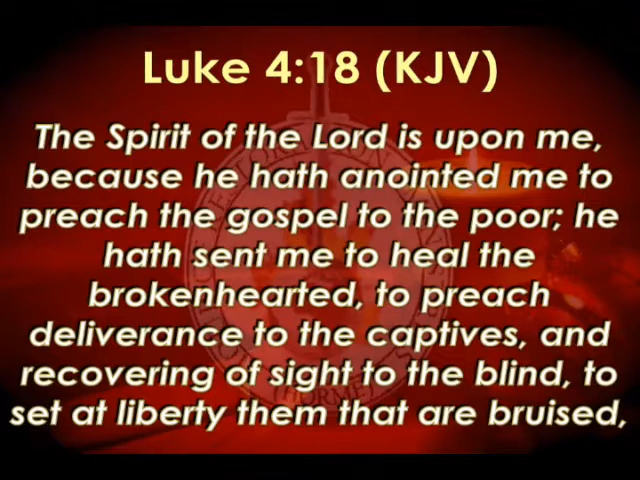 Luke 4:18 (KJV)
The Spirit of the Lord is upon me,
because he hath anointed me to
preach the gospel to the poor; he
hath sent me to heal the
brokenhearted, to preach
deliverance to the captives, and
recovering of sight to the blind, to
set at liberty them that are bruised,